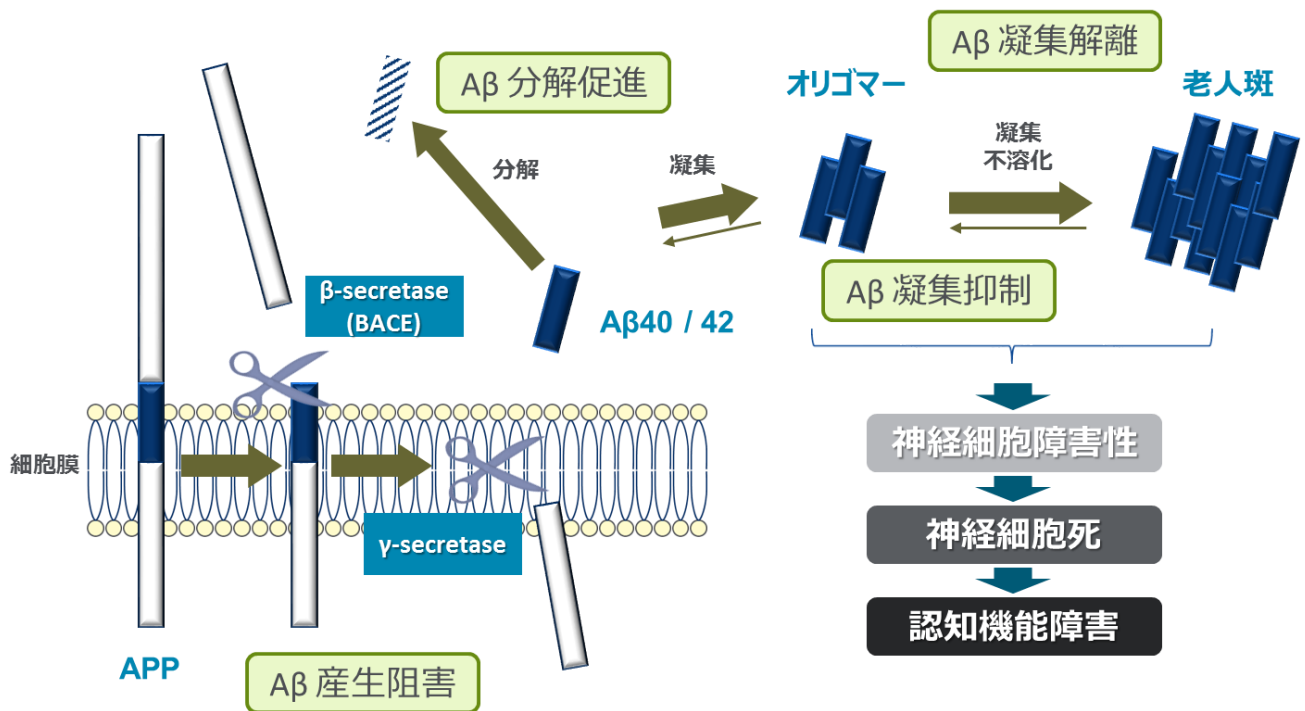 Aβ 凝集解離
Aβ 分解促進
オリゴマー
老人斑
分解
凝集
凝集
不溶化
β-secretase
(BACE)
Aβ40 / 42
Aβ 凝集抑制
細胞膜
神経細胞障害性
γ-secretase
神経細胞死
認知機能障害
APP
Aβ 産生阻害